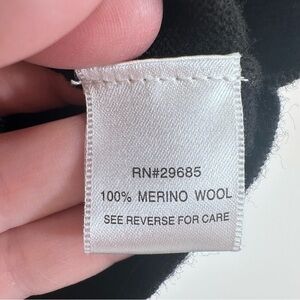 RN#29685
100% MERINO WOOL
SEE REVERSE FOR CARE